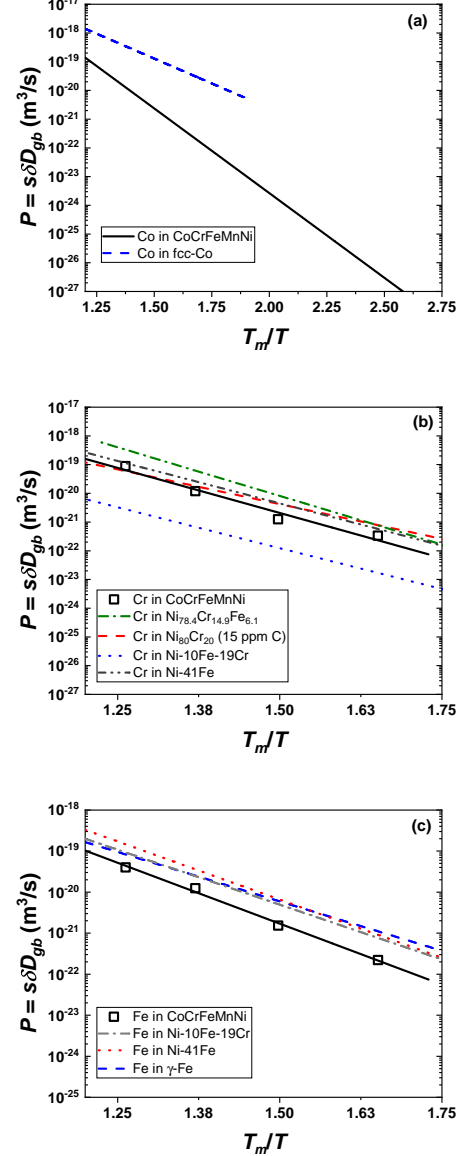 (a)
10⁻¹⁷
10⁻¹⁸
10⁻¹⁹
10⁻²⁰
10⁻²¹
10⁻²²
10⁻²³
10⁻²⁴
10⁻²⁵
10⁻²⁶
10⁻²⁷
P = sδD_gb (m³/s)
Co in CoCrFeMnNi
Co in fcc-Co
1.25 1.50 1.75 2.00 2.25 2.50 2.75
T_m/T
(b)
10⁻¹⁷
10⁻¹⁸
10⁻¹⁹
10⁻²⁰
10⁻²¹
10⁻²²
10⁻²³
10⁻²⁴
10⁻²⁵
10⁻²⁶
10⁻²⁷
P = sδD_gb (m³/s)
Cr in CoCrFeMnNi
Cr in Ni₇₈.₄Cr₁₄.₉Fe₆.₁
Cr in Ni₈₀Cr₂₀ (15 ppm C)
Cr in Ni-10Fe-19Cr
Cr in Ni-41Fe
1.25 1.38 1.50 1.63 1.75
T_m/T
(c)
10⁻¹⁸
10⁻¹⁹
10⁻²⁰
10⁻²¹
10⁻²²
10⁻²³
10⁻²⁴
10⁻²⁵
P = sδD_gb (m³/s)
Fe in CoCrFeMnNi
Fe in Ni-10Fe-19Cr
Fe in Ni-41Fe
Fe in γ-Fe
1.25 1.38 1.50 1.63 1.75
T_m/T